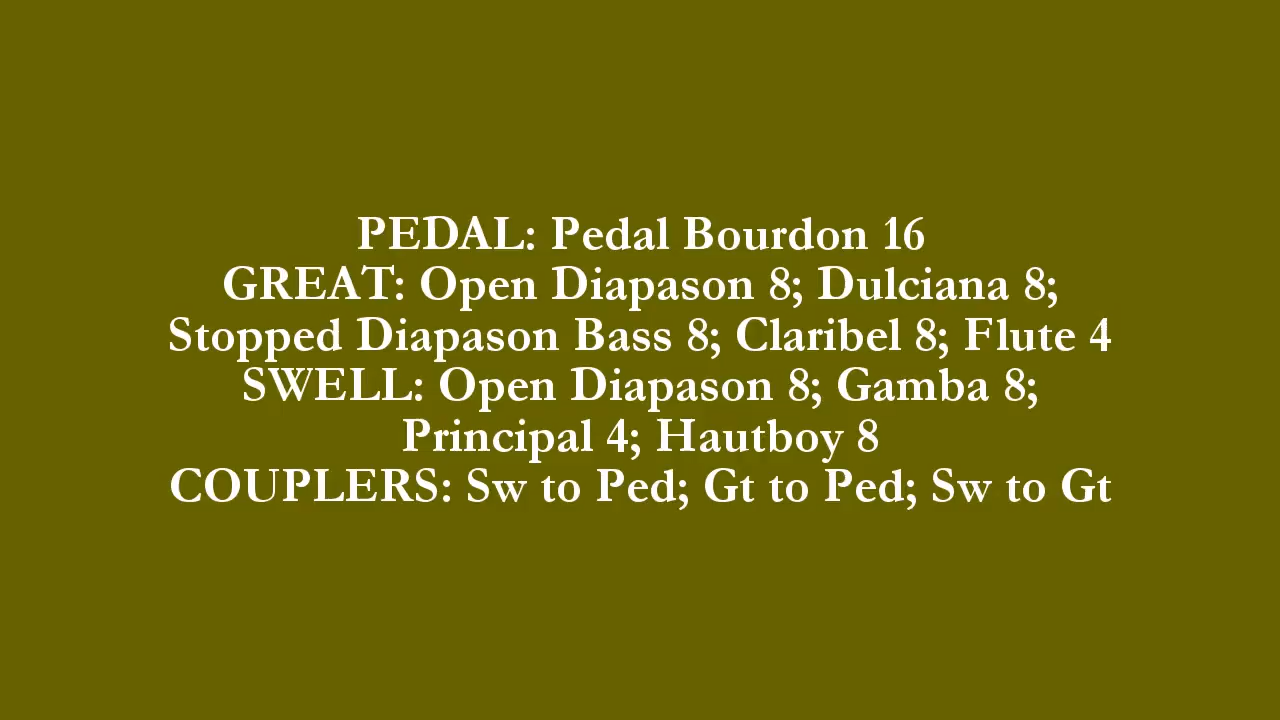 PEDAL: Pedal Bourdon 16
GREAT: Open Diapason 8; Dulciana 8;
Stopped Diapason Bass 8; Claribel 8; Flute 4
SWELL: Open Diapason 8; Gamba 8;
Principal 4; Hautboy 8
COUPLERS: Sw to Ped; Gt to Ped; Sw to Gt